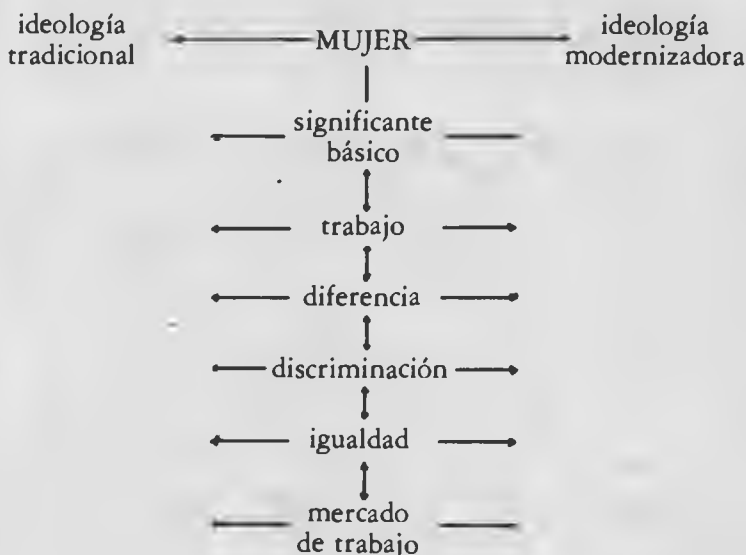 ideología
tradicional
MUJER
ideología
modernizadora
significante
básico
trabajo
diferencia
discriminación
igualdad
mercado
de trabajo